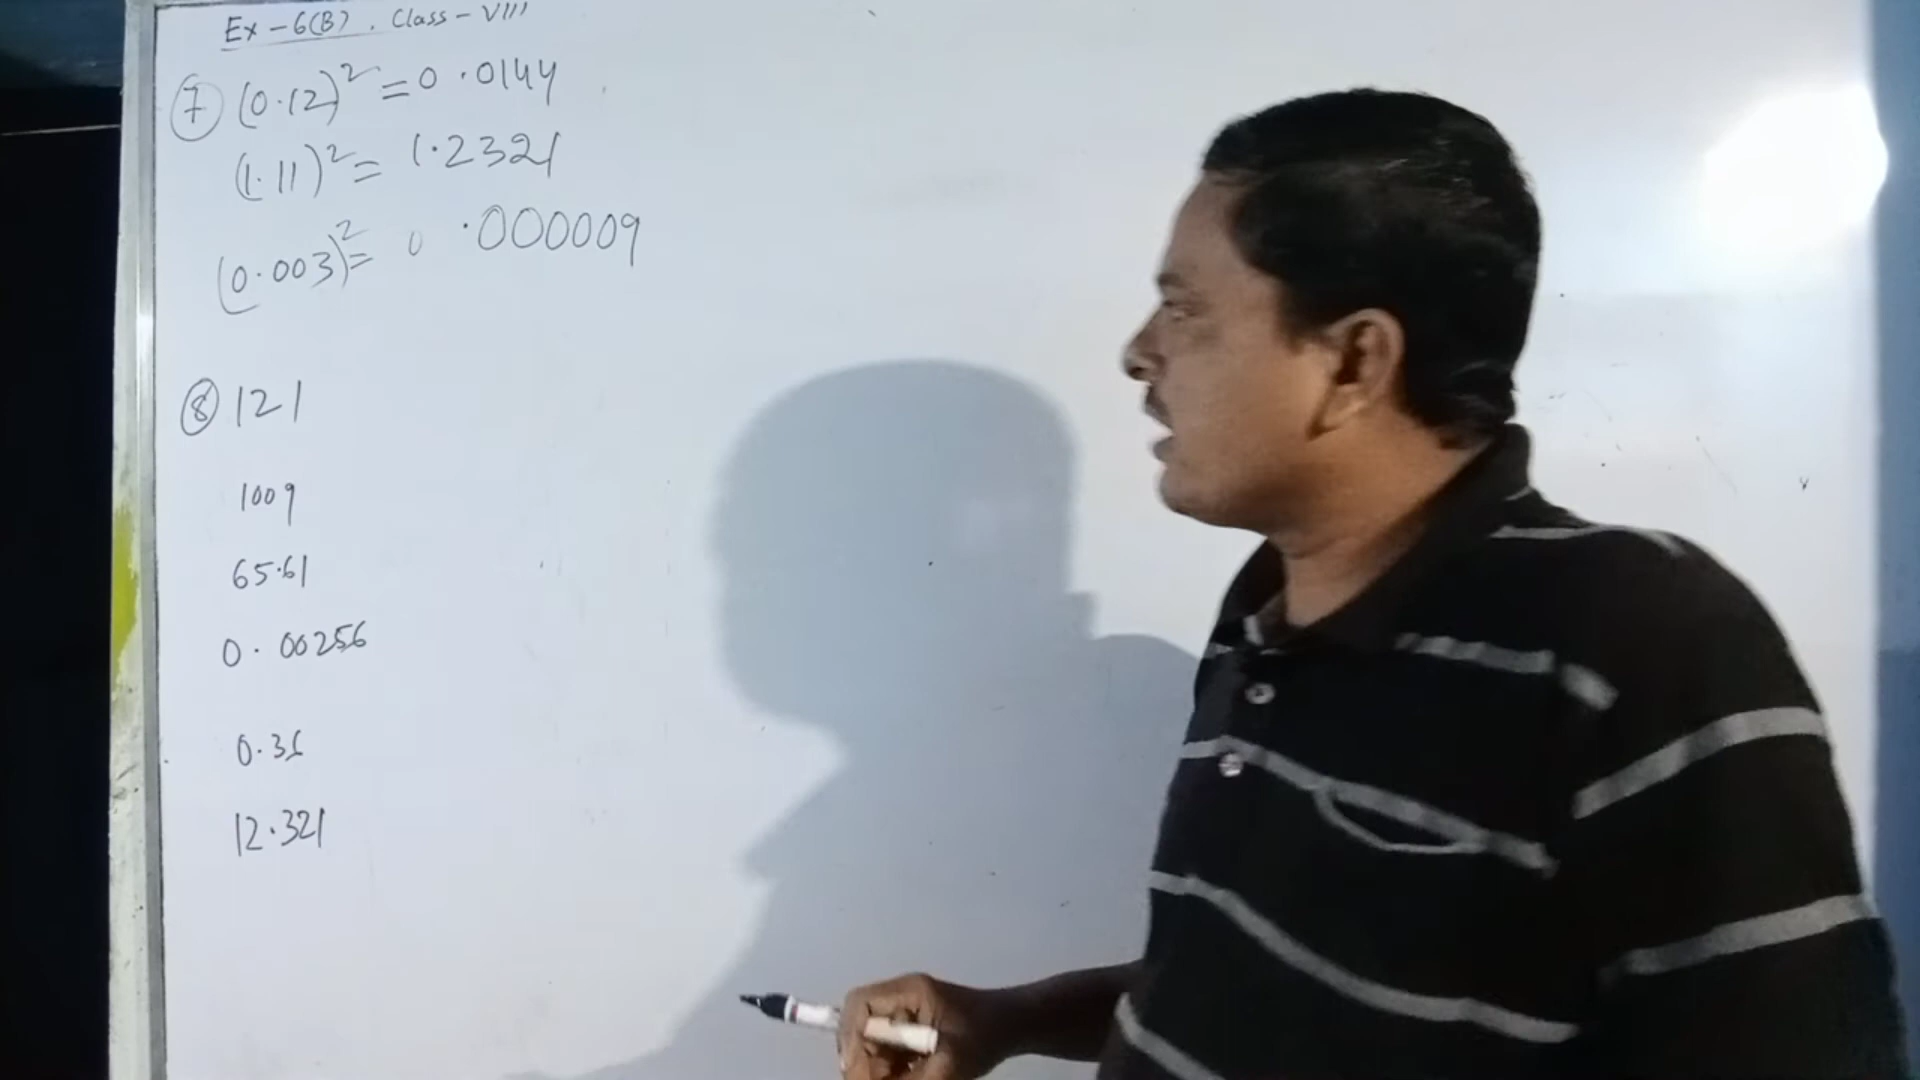 Ex - 6(B). Class - VIII
⑦ (0.12)² = 0.0144
(1.11)² = 1.2321
(0.003)² = 0.000009
⑧ 121
1009
65.61
0.00256
0.36
12.321